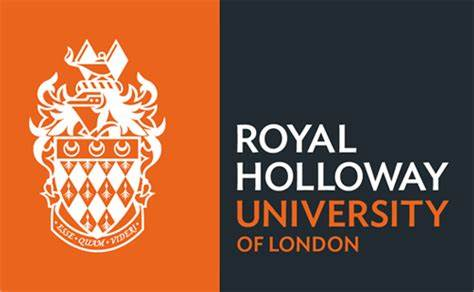 ESSE · QUAM · VIDERI
ROYAL
HOLLOWAY
UNIVERSITY
OF LONDON